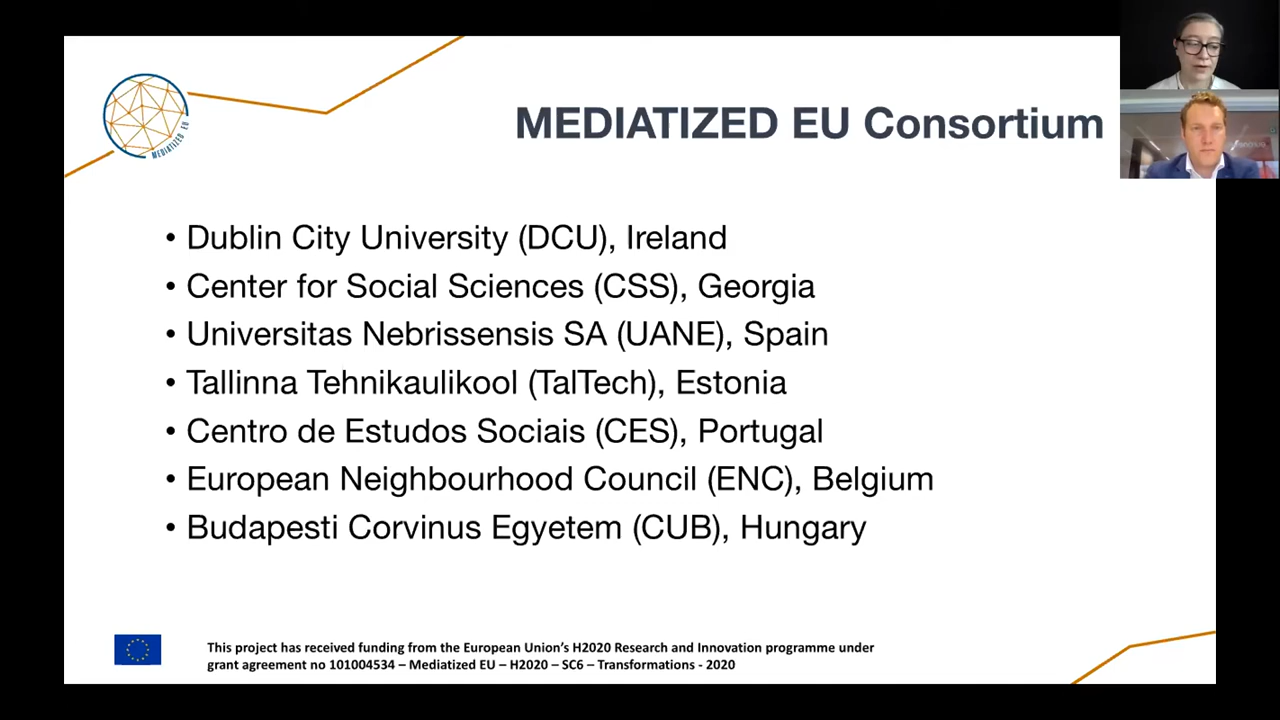 MEDIATIZED EU
MEDIATIZED EU Consortium
• Dublin City University (DCU), Ireland
• Center for Social Sciences (CSS), Georgia
• Universitas Nebrissensis SA (UANE), Spain
• Tallinna Tehnikaulikool (TalTech), Estonia
• Centro de Estudos Sociais (CES), Portugal
• European Neighbourhood Council (ENC), Belgium
• Budapesti Corvinus Egyetem (CUB), Hungary
This project has received funding from the European Union’s H2020 Research and Innovation programme under
grant agreement no 101004534 – Mediatized EU – H2020 – SC6 – Transformations - 2020